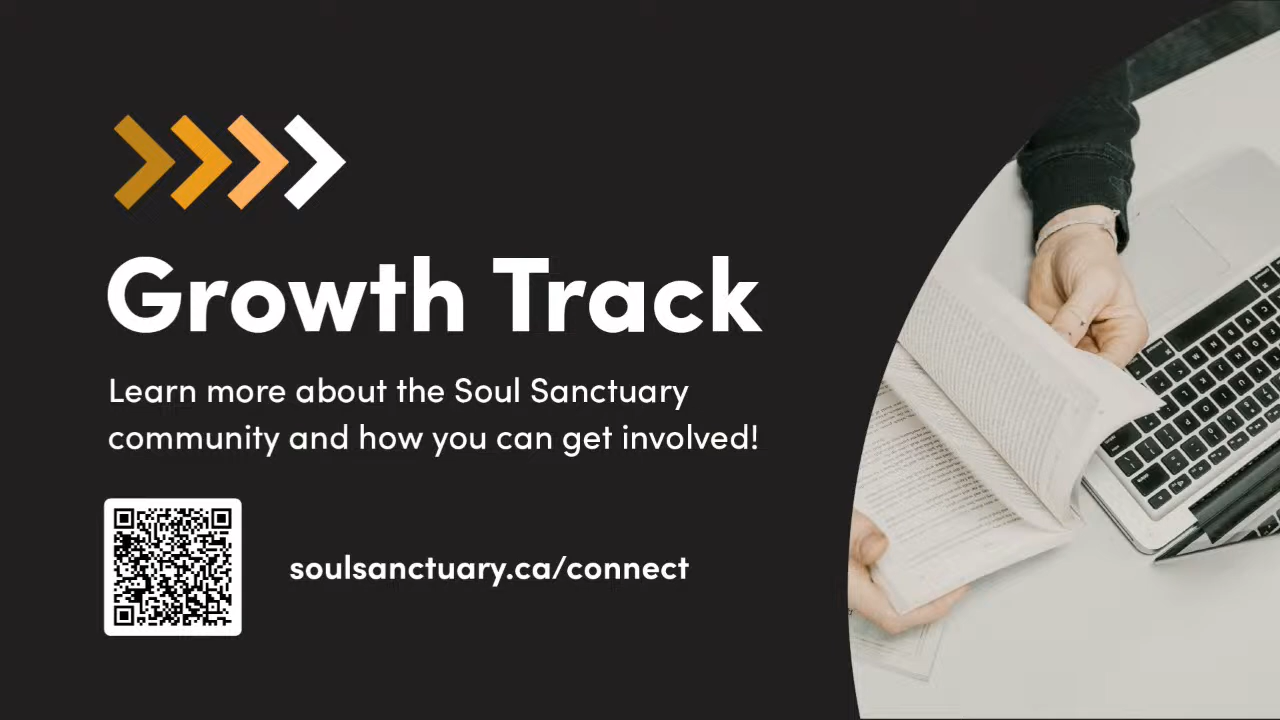 Growth Track
Learn more about the Soul Sanctuary
community and how you can get involved!
soulsanctuary.ca/connect